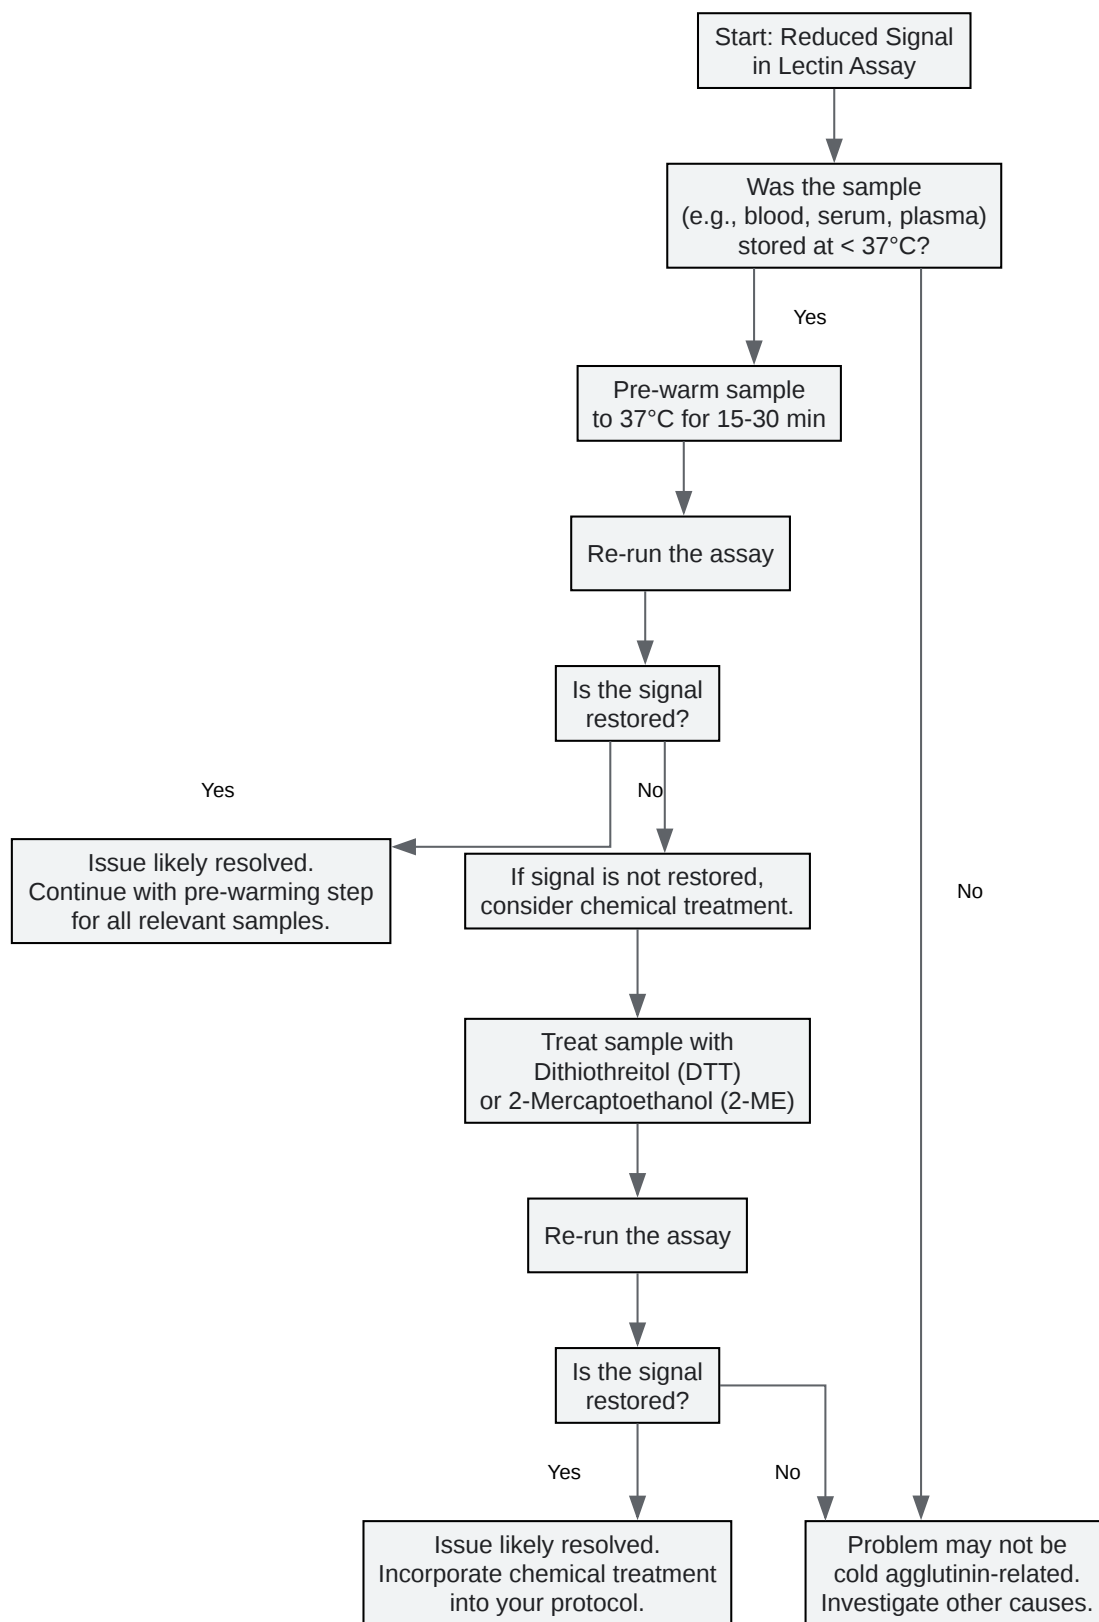 Start: Reduced Signal
in Lectin Assay
Was the sample
(e.g., blood, serum, plasma)
stored at < 37°C?
Yes
Pre-warm sample
to 37°C for 15-30 min
Re-run the assay
Is the signal
restored?
Yes
No
Issue likely resolved.
Continue with pre-warming step
for all relevant samples.
If signal is not restored,
consider chemical treatment.
No
Treat sample with
Dithiothreitol (DTT)
or 2-Mercaptoethanol (2-ME)
Re-run the assay
Is the signal
restored?
Yes
No
Issue likely resolved.
Incorporate chemical treatment
into your protocol.
Problem may not be
cold agglutinin-related.
Investigate other causes.